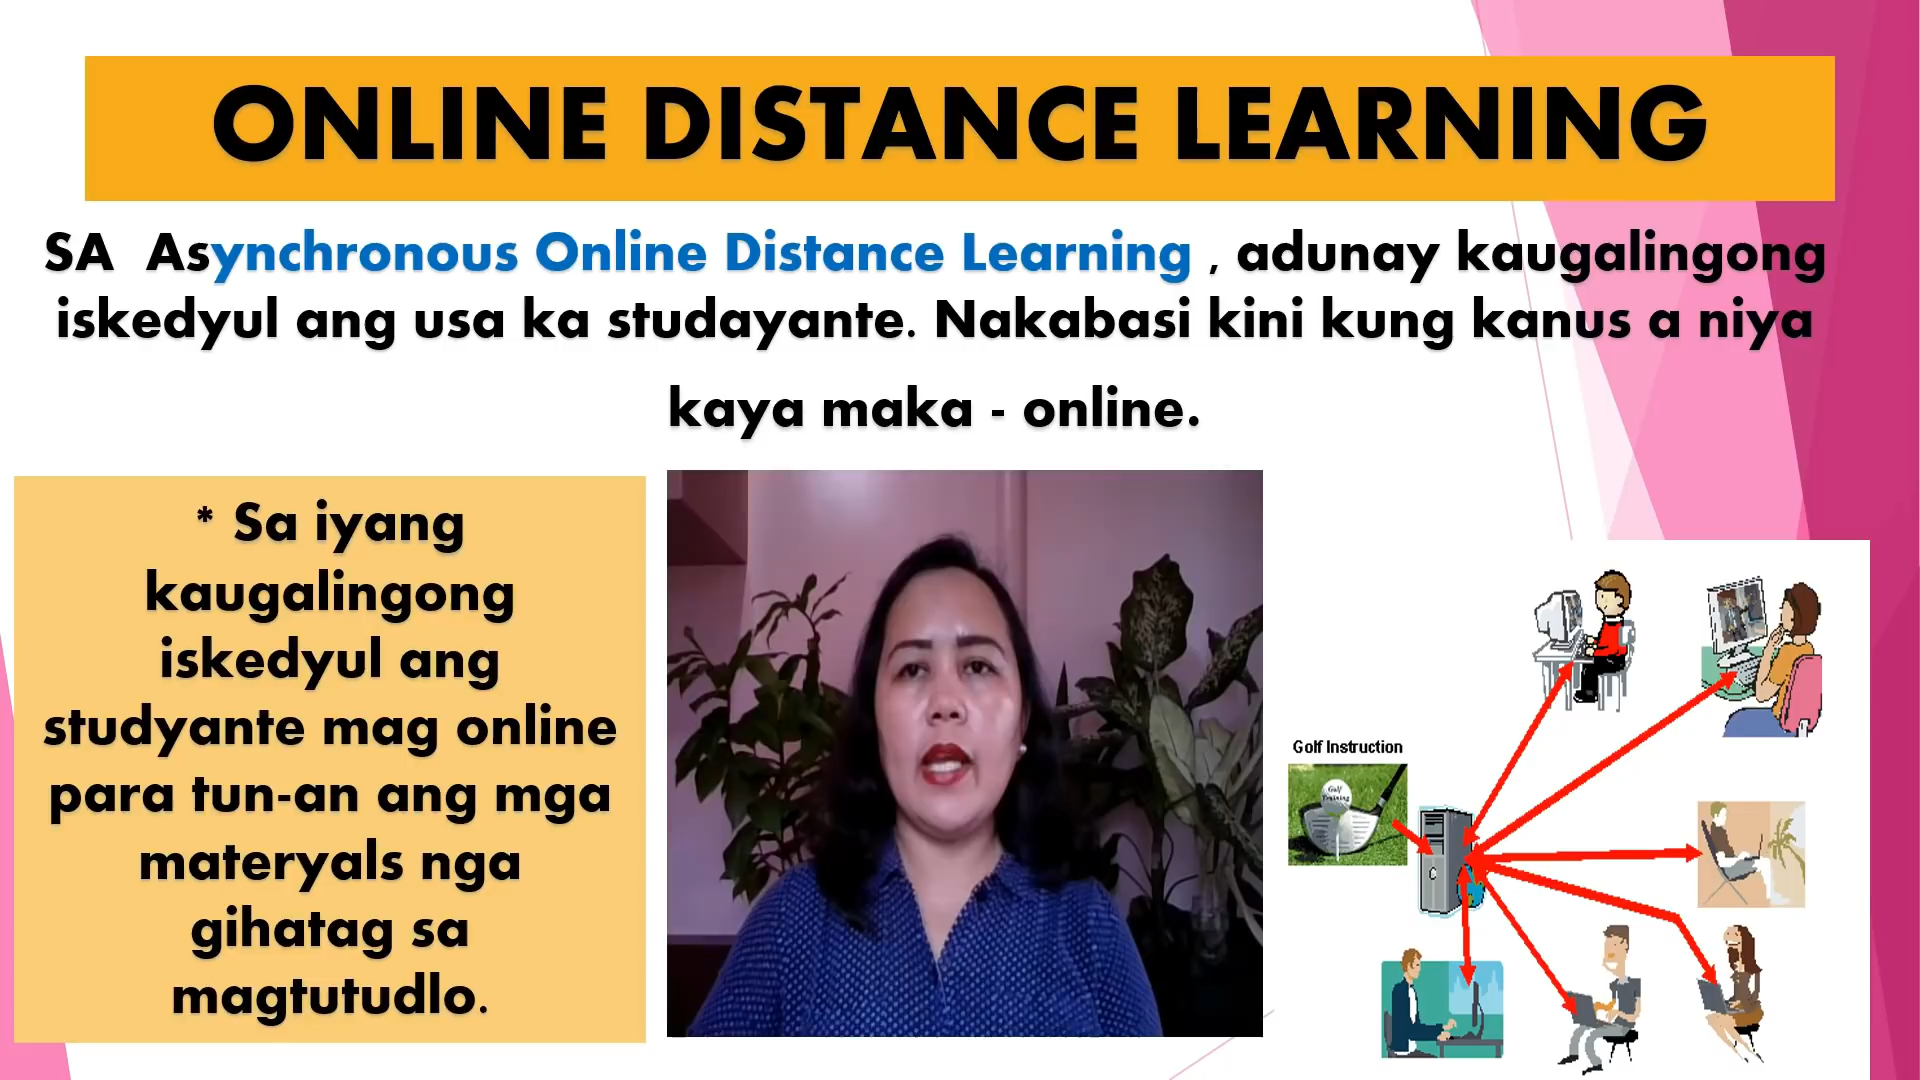 ONLINE DISTANCE LEARNING
SA Asynchronous Online Distance Learning , adunay kaugalingong
iskedyul ang usa ka studayante. Nakabasi kini kung kanus a niya
kaya maka - online.
* Sa iyang
kaugalingong
iskedyul ang
studyante mag online
para tun-an ang mga
materyals nga
gihatag sa
magtutudlo.
Golf Instruction
Golf
Training